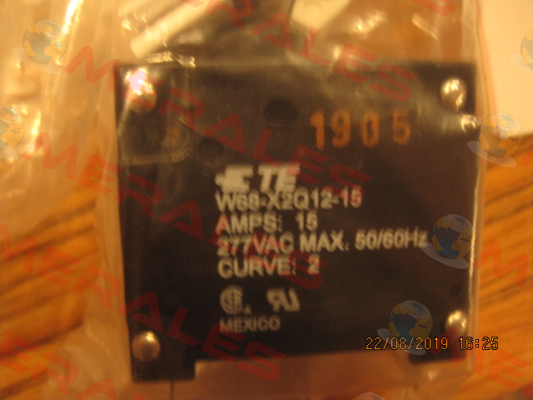 1905
TE
W68-X2Q12-15
AMPS: 15
277VAC MAX. 50/60Hz
CURVE: 2
MEXICO
22/08/2019 16:25
MERALES